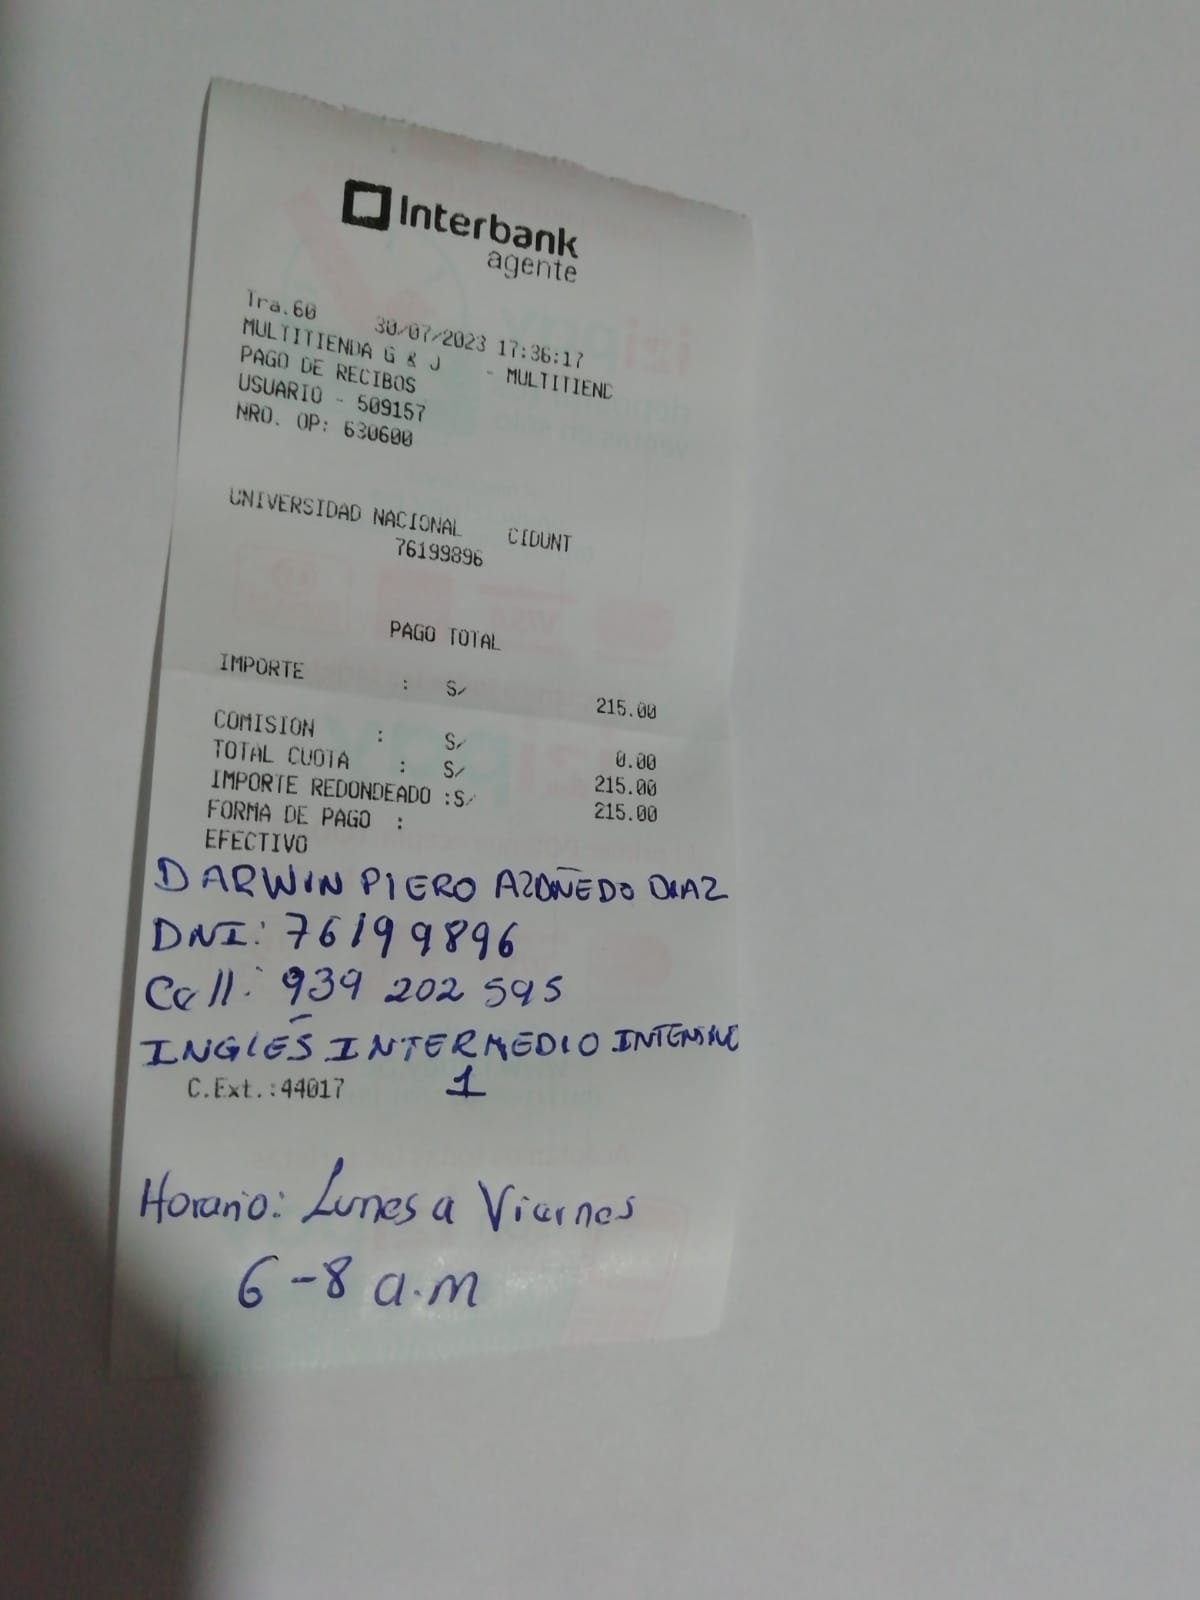 Interbank
agente
Tra.60 30/07/2023 17:36:17
MULTITIENDA G & J - MULTITIEND
PAGO DE RECIBOS
USUARIO - 509157
NRO. OP: 630600
UNIVERSIDAD NACIONAL CIDUNT
76199896
PAGO TOTAL
IMPORTE : S/ 215.00
COMISION : S/ 0.00
TOTAL CUOTA : S/ 215.00
IMPORTE REDONDEADO :S/ 215.00
FORMA DE PAGO :
EFECTIVO
DARWIN PIERO AZOÑEDO DIAZ
DNI: 76199896
Cell: 939 202 595
INGLÉS INTERMEDIO INTENSIVO
1
C.Ext.:44017
Horario: Lunes a Viernes
6-8 a.m